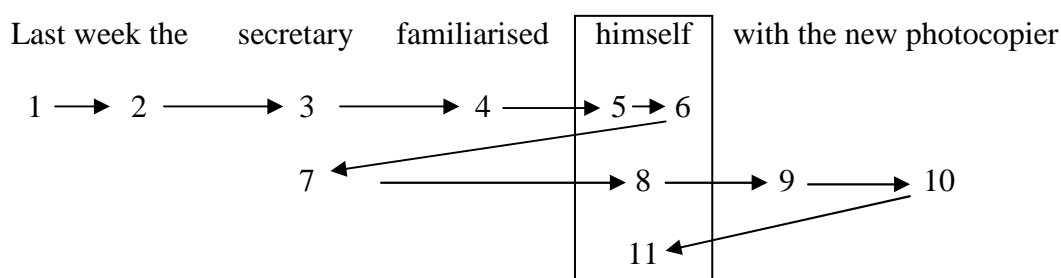 Last week the secretary familiarised himself with the new photocopier
1 2 3 4 5 6
7 8 9 10
11